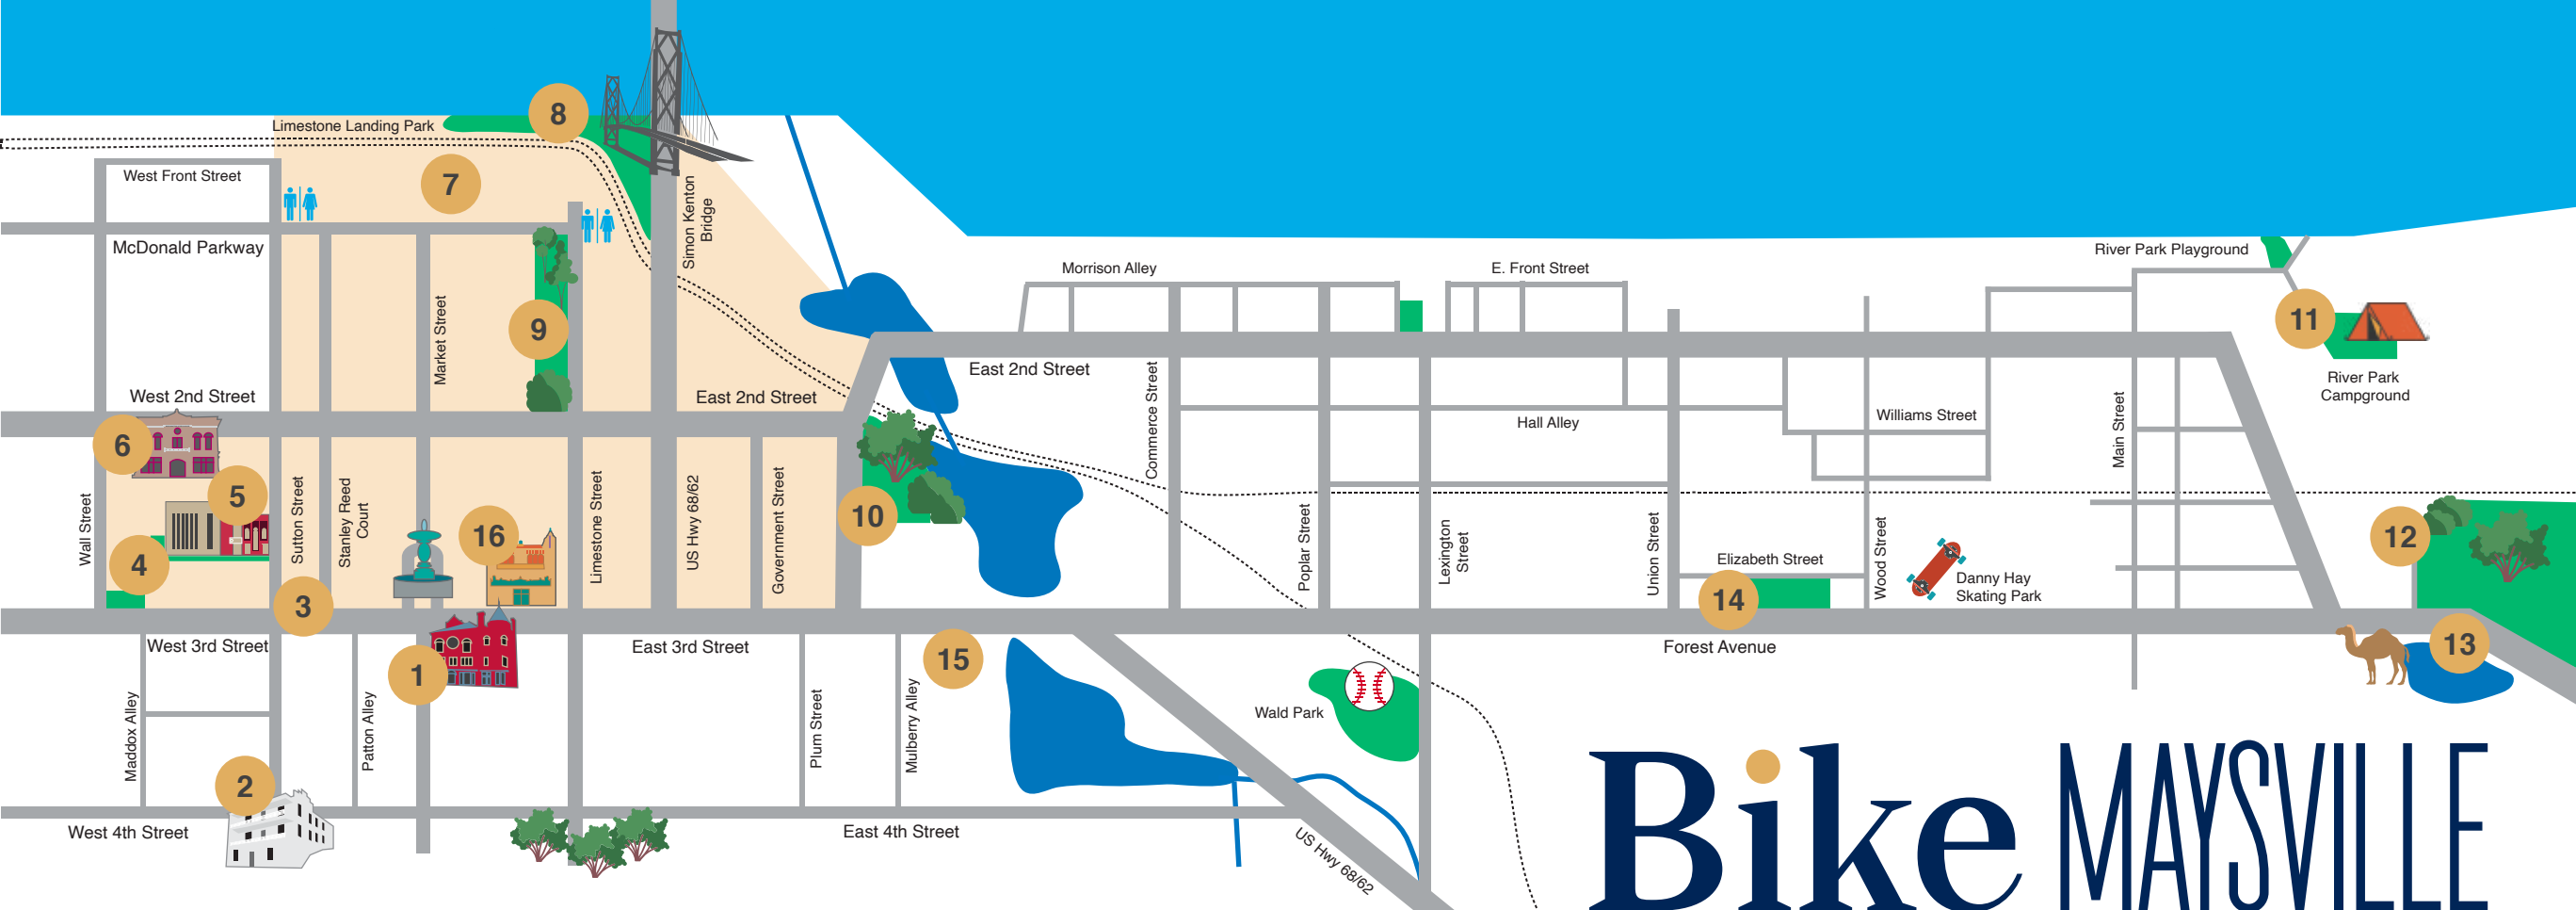 8
Limestone Landing Park
West Front Street
7
Simon Kenton
Bridge
McDonald Parkway
River Park Playground
Morrison Alley
E. Front Street
11
9
Market Street
West 2nd Street
East 2nd Street
East 2nd Street
Commerce Street
River Park
Campground
Hall Alley
Williams Street
Main Street
6
5
Wall Street
Sutton Street
Stanley Reed
Court
16
Limestone Street
US Hwy 68/62
Government Street
10
Poplar Street
Lexington
Street
Union Street
Elizabeth Street
Wood Street
Danny Hay
Skating Park
12
4
3
14
West 3rd Street
East 3rd Street
Forest Avenue
13
1
15
Maddox Alley
Patton Alley
Plum Street
Mulberry Alley
Wald Park
2
West 4th Street
East 4th Street
US Hwy 68/62
Bike MAYSVILLE